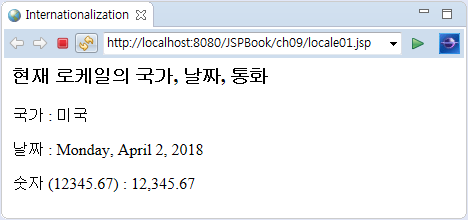 Internationalization
http://localhost:8080/JSPBook/ch09/locale01.jsp
현재 로케일의 국가, 날짜, 통화
국가 : 미국
날짜 : Monday, April 2, 2018
숫자 (12345.67) : 12,345.67